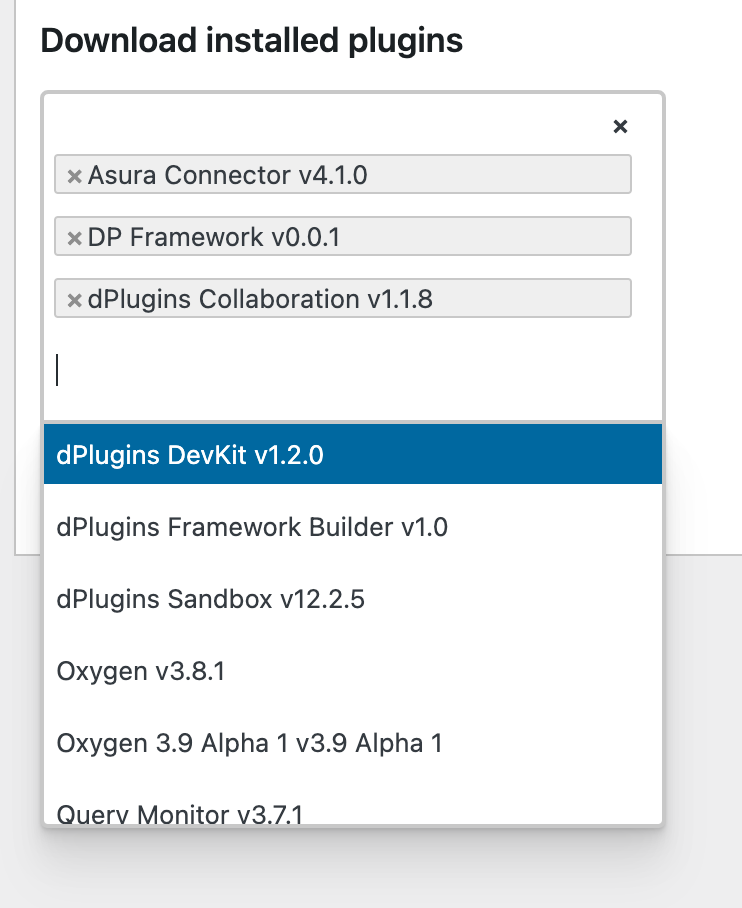 Download installed plugins
×
× Asura Connector v4.1.0
× DP Framework v0.0.1
× dPlugins Collaboration v1.1.8
dPlugins DevKit v1.2.0
dPlugins Framework Builder v1.0
dPlugins Sandbox v12.2.5
Oxygen v3.8.1
Oxygen 3.9 Alpha 1 v3.9 Alpha 1
Query Monitor v3.7.1